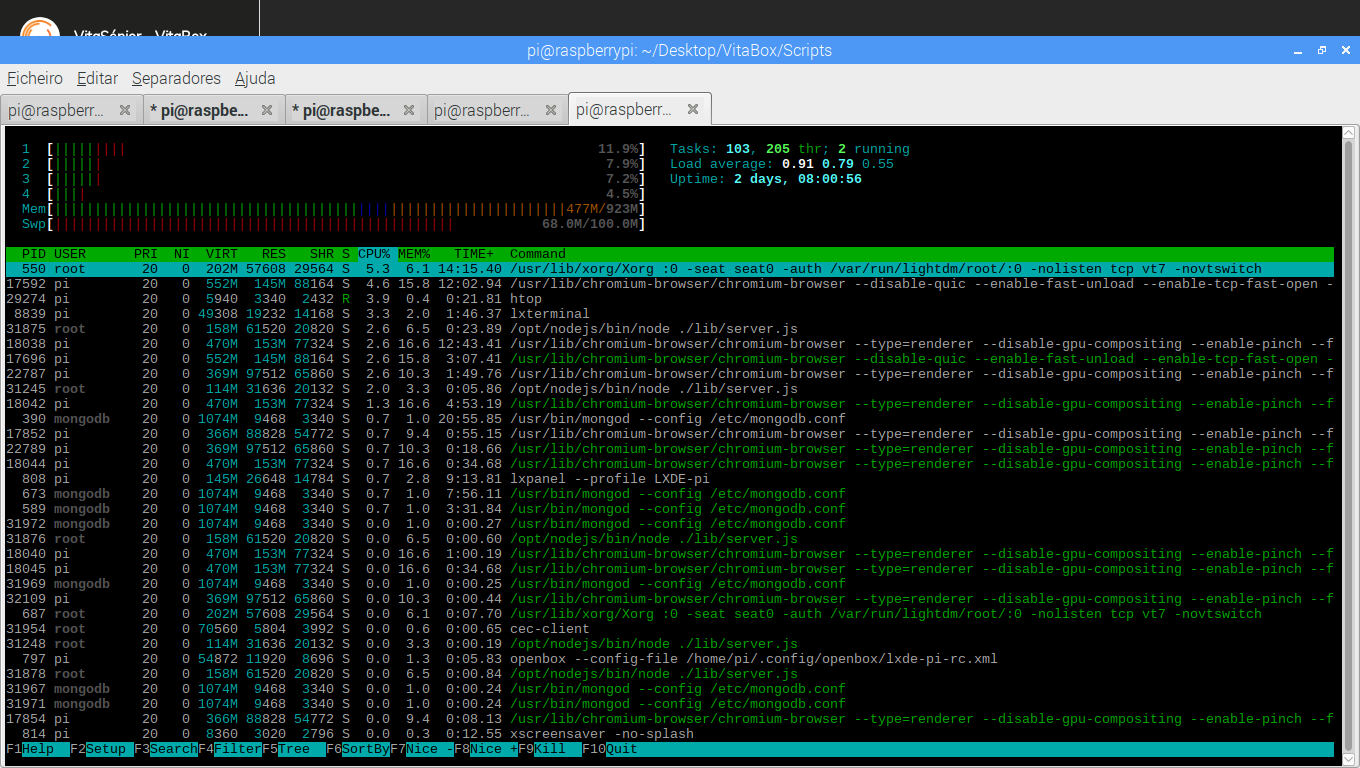 VitaSénior - VitaBox
pi@raspberrypi: ~/Desktop/VitaBox/Scripts
Ficheiro Editar Separadores Ajuda
pi@raspberr... * pi@raspbe... * pi@raspbe... pi@raspberr... pi@raspberr...
1 [||||||||| 11.9%] Tasks: 103, 205 thr; 2 running
2 [|||||| 7.9%] Load average: 0.91 0.79 0.55
3 [|||||| 7.2%] Uptime: 2 days, 08:00:56
4 [|||| 4.5%]
Mem[||||||||||||||||||||||||||||||||||||||||||||||||||||||||||||||||477M/923M]
Swp[|||||||||||||||||||||||||||||||||||||||||||||||||| 68.0M/100.0M]
PID USER PRI NI VIRT RES SHR S CPU% MEM% TIME+ Command
550 root 20 0 202M 57608 29564 S 5.3 6.1 14:15.40 /usr/lib/xorg/Xorg :0 -seat seat0 -auth /var/run/lightdm/root/:0 -nolisten tcp vt7 -novtswitch
17592 pi 20 0 552M 145M 88164 S 4.6 15.8 12:02.94 /usr/lib/chromium-browser/chromium-browser --disable-quic --enable-fast-unload --enable-tcp-fast-open -
29274 pi 20 0 5940 3340 2432 R 3.9 0.4 0:21.81 htop
8839 pi 20 0 49308 19232 14168 S 3.3 2.0 1:46.37 lxterminal
31875 root 20 0 158M 61520 20820 S 2.6 6.5 0:23.89 /opt/nodejs/bin/node ./lib/server.js
18038 pi 20 0 470M 153M 77324 S 2.6 16.6 12:43.41 /usr/lib/chromium-browser/chromium-browser --type=renderer --disable-gpu-compositing --enable-pinch --f
17696 pi 20 0 552M 145M 88164 S 2.6 15.8 3:07.41 /usr/lib/chromium-browser/chromium-browser --disable-quic --enable-fast-unload --enable-tcp-fast-open -
22787 pi 20 0 369M 97512 65860 S 2.6 10.3 1:49.76 /usr/lib/chromium-browser/chromium-browser --type=renderer --disable-gpu-compositing --enable-pinch --f
31245 root 20 0 114M 31636 20132 S 2.0 3.3 0:05.86 /opt/nodejs/bin/node ./lib/server.js
18042 pi 20 0 470M 153M 77324 S 1.3 16.6 4:53.19 /usr/lib/chromium-browser/chromium-browser --type=renderer --disable-gpu-compositing --enable-pinch --f
390 mongodb 20 0 1074M 9468 3340 S 0.7 1.0 20:55.85 /usr/bin/mongod --config /etc/mongodb.conf
17852 pi 20 0 366M 88828 54772 S 0.7 9.4 0:55.15 /usr/lib/chromium-browser/chromium-browser --type=renderer --disable-gpu-compositing --enable-pinch --f
22789 pi 20 0 369M 97512 65860 S 0.7 10.3 0:18.66 /usr/lib/chromium-browser/chromium-browser --type=renderer --disable-gpu-compositing --enable-pinch --f
18044 pi 20 0 470M 153M 77324 S 0.7 16.6 0:34.68 /usr/lib/chromium-browser/chromium-browser --type=renderer --disable-gpu-compositing --enable-pinch --f
808 pi 20 0 145M 26648 14784 S 0.7 2.8 9:13.81 lxpanel --profile LXDE-pi
673 mongodb 20 0 1074M 9468 3340 S 0.7 1.0 7:56.11 /usr/bin/mongod --config /etc/mongodb.conf
589 mongodb 20 0 1074M 9468 3340 S 0.7 1.0 3:31.84 /usr/bin/mongod --config /etc/mongodb.conf
31972 mongodb 20 0 1074M 9468 3340 S 0.0 1.0 0:00.27 /usr/bin/mongod --config /etc/mongodb.conf
31876 root 20 0 158M 61520 20820 S 0.0 6.5 0:00.60 /opt/nodejs/bin/node ./lib/server.js
18040 pi 20 0 470M 153M 77324 S 0.0 16.6 1:00.19 /usr/lib/chromium-browser/chromium-browser --type=renderer --disable-gpu-compositing --enable-pinch --f
18045 pi 20 0 470M 153M 77324 S 0.0 16.6 0:34.68 /usr/lib/chromium-browser/chromium-browser --type=renderer --disable-gpu-compositing --enable-pinch --f
31969 mongodb 20 0 1074M 9468 3340 S 0.0 1.0 0:00.25 /usr/bin/mongod --config /etc/mongodb.conf
32109 pi 20 0 369M 97512 65860 S 0.0 10.3 0:00.44 /usr/lib/chromium-browser/chromium-browser --type=renderer --disable-gpu-compositing --enable-pinch --f
687 root 20 0 202M 57608 29564 S 0.0 6.1 0:07.70 /usr/lib/xorg/Xorg :0 -seat seat0 -auth /var/run/lightdm/root/:0 -nolisten tcp vt7 -novtswitch
31954 root 20 0 70560 5804 3992 S 0.0 0.6 0:00.65 cec-client
31248 root 20 0 114M 31636 20132 S 0.0 3.3 0:00.19 /opt/nodejs/bin/node ./lib/server.js
797 pi 20 0 54872 11920 8696 S 0.0 1.3 0:05.83 openbox --config-file /home/pi/.config/openbox/lxde-pi-rc.xml
31878 root 20 0 158M 61520 20820 S 0.0 6.5 0:00.84 /opt/nodejs/bin/node ./lib/server.js
31967 mongodb 20 0 1074M 9468 3340 S 0.0 1.0 0:00.24 /usr/bin/mongod --config /etc/mongodb.conf
31971 mongodb 20 0 1074M 9468 3340 S 0.0 1.0 0:00.24 /usr/bin/mongod --config /etc/mongodb.conf
17854 pi 20 0 366M 88828 54772 S 0.0 9.4 0:08.13 /usr/lib/chromium-browser/chromium-browser --type=renderer --disable-gpu-compositing --enable-pinch --f
814 pi 20 0 8360 3020 2796 S 0.0 0.3 0:12.55 xscreensaver -no-splash
F1Help F2Setup F3SearchF4FilterF5Tree F6SortByF7Nice -F8Nice +F9Kill F10Quit